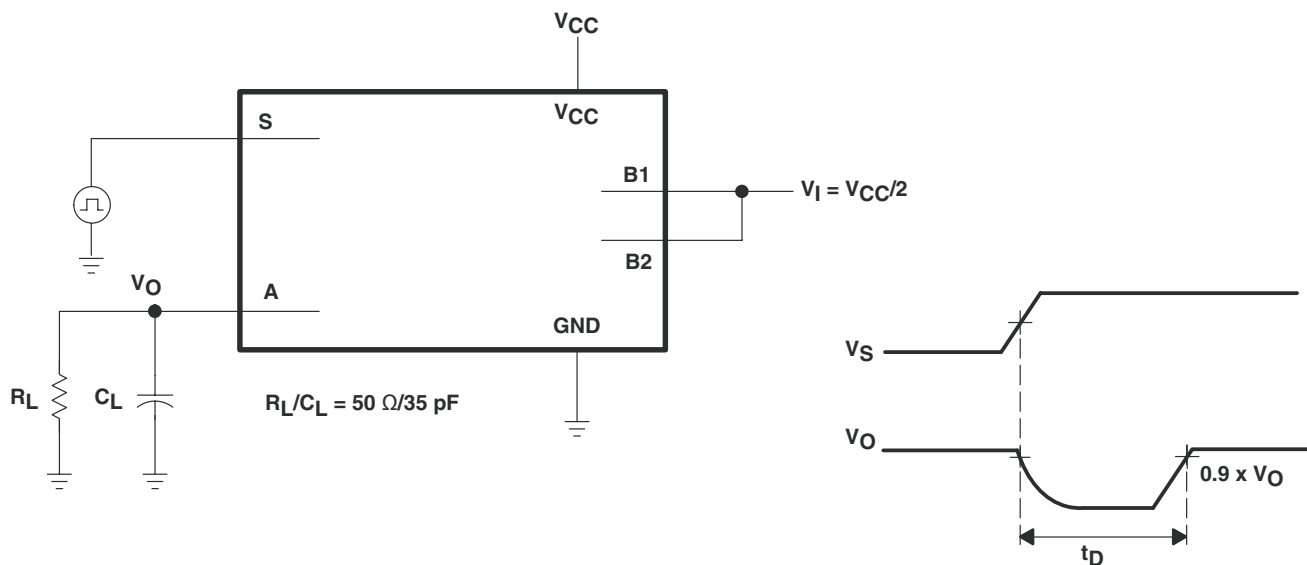 VCC
VCC
S
B1
VI = VCC/2
B2
VO
A
GND
RL
CL
RL/CL = 50 Ω/35 pF
VS
VO
0.9 x VO
tD